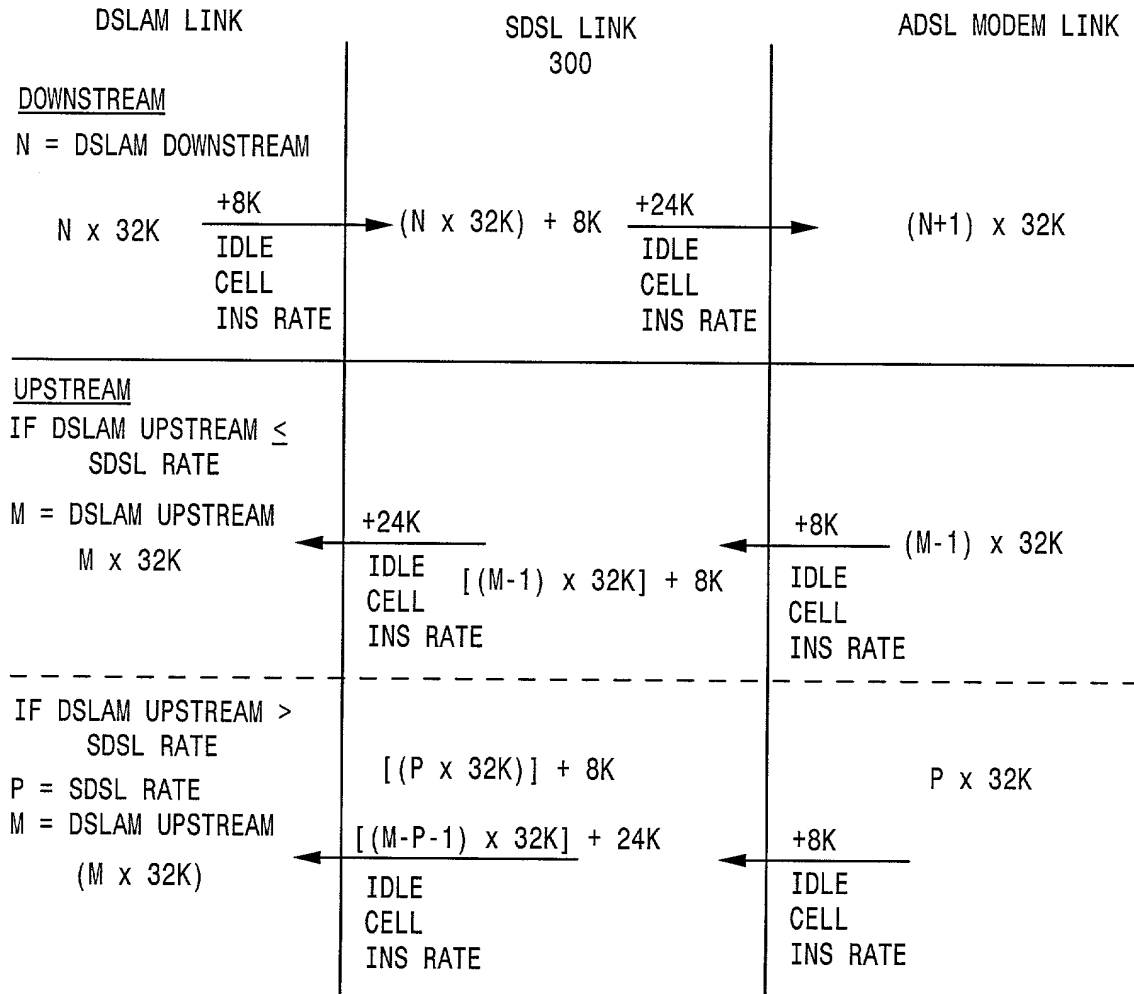 DSLAM LINK
SDSL LINK
300
ADSL MODEM LINK
DOWNSTREAM
N = DSLAM DOWNSTREAM
N x 32K
+8K
IDLE
CELL
INS RATE
(N x 32K) + 8K
+24K
IDLE
CELL
INS RATE
(N+1) x 32K
UPSTREAM
IF DSLAM UPSTREAM ≤
SDSL RATE
M = DSLAM UPSTREAM
M x 32K
+24K
IDLE
CELL
INS RATE
[(M-1) x 32K] + 8K
+8K
IDLE
CELL
INS RATE
(M-1) x 32K
IF DSLAM UPSTREAM >
SDSL RATE
P = SDSL RATE
M = DSLAM UPSTREAM
(M x 32K)
[(P x 32K)] + 8K
[(M-P-1) x 32K] + 24K
IDLE
CELL
INS RATE
P x 32K
+8K
IDLE
CELL
INS RATE